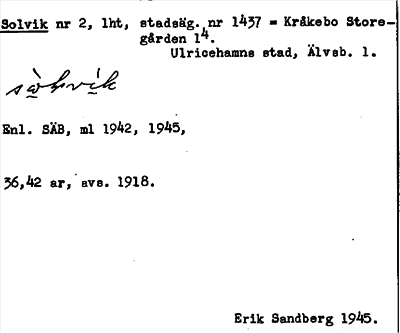 Solvik nr 2, lht, stadsäg. nr 1437 = Kråkebo Store-
gården 1⁴.
Ulricehamns stad, Älvsb. l.
Enl. SÄB, ml 1942, 1945,
36,42 ar, avs. 1918.
Erik Sandberg 1945.